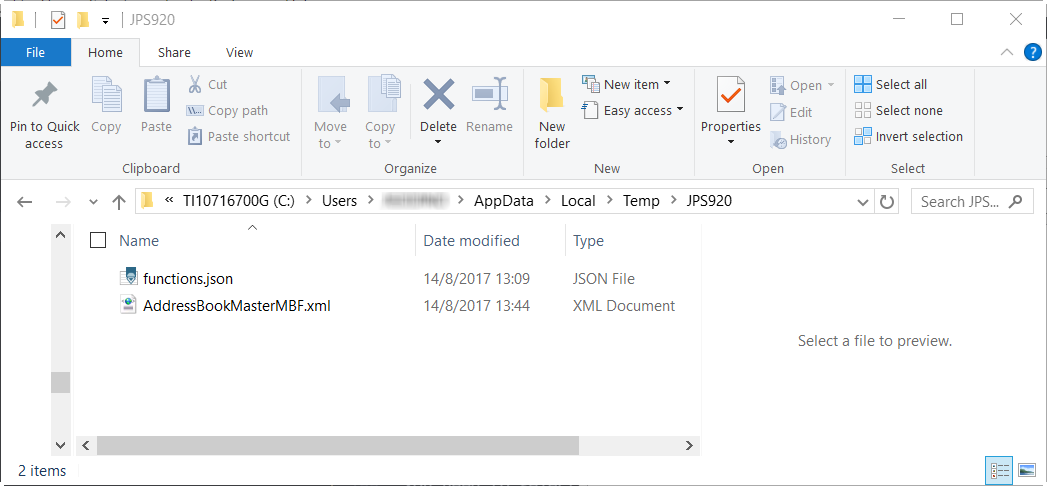 JPS920
File Home Share View
Pin to Quick access
Copy
Paste
Cut
Copy path
Paste shortcut
Clipboard
Move to
Copy to
Delete
Rename
Organize
New folder
New item
Easy access
New
Properties
Open
Edit
History
Open
Select all
Select none
Invert selection
Select
« TI10716700G (C:) > Users > > AppData > Local > Temp > JPS920
Search JPS...
Name Date modified Type
functions.json 14/8/2017 13:09 JSON File
AddressBookMasterMBF.xml 14/8/2017 13:44 XML Document
Select a file to preview.
2 items